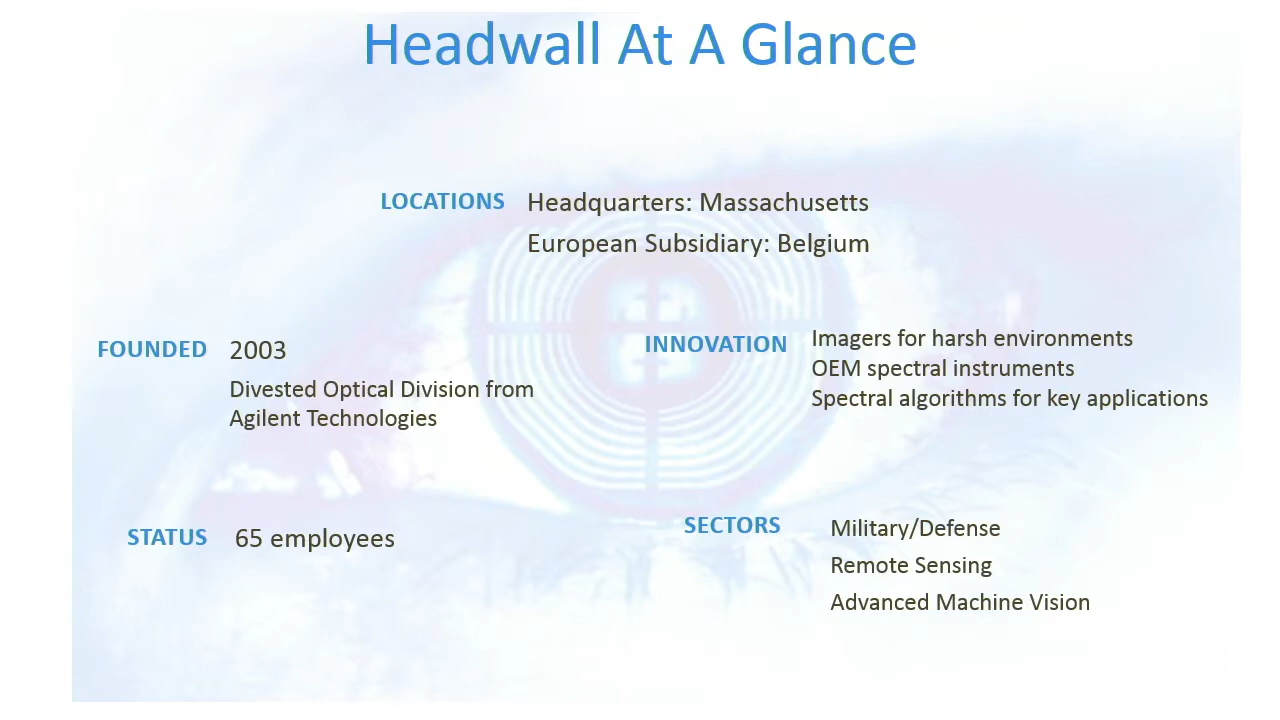 Headwall At A Glance
LOCATIONS Headquarters: Massachusetts
European Subsidiary: Belgium
FOUNDED 2003
Divested Optical Division from
Agilent Technologies
INNOVATION Imagers for harsh environments
OEM spectral instruments
Spectral algorithms for key applications
STATUS 65 employees
SECTORS Military/Defense
Remote Sensing
Advanced Machine Vision